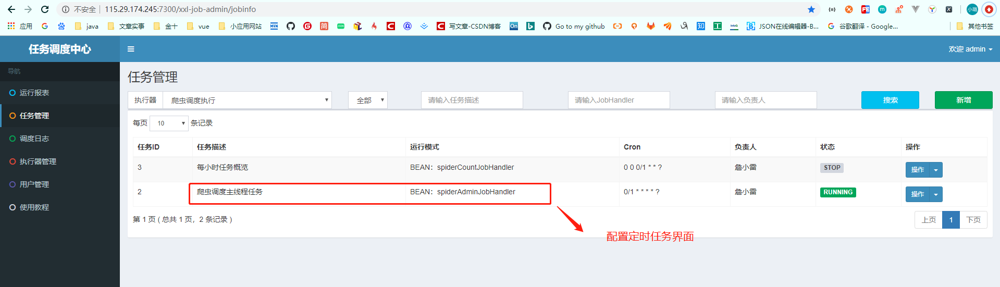 不安全 | 115.29.174.245:7300/xxl-job-admin/jobinfo
小璐
应用 java 文章实事 金十 vue 小应用网站 写文章-CSDN博客 Go to my github JSON在线编辑器-B... 谷歌翻译 - Google... 其他书签
任务调度中心
欢迎 admin
导航
运行报表
任务管理
调度日志
执行器管理
用户管理
使用教程
任务管理
执行器 爬虫调度执行 全部 请输入任务描述 请输入JobHandler 请输入负责人 搜索 新增
每页 10 条记录
任务ID 任务描述 运行模式 Cron 负责人 状态 操作
3 每小时任务概览 BEAN：spiderCountJobHandler 0 0 0/1 * * ? 詹小雷 STOP 操作
2 爬虫调度主线程任务 BEAN：spiderAdminJobHandler 0/1 * * * * ? 詹小雷 RUNNING 操作
第 1 页 ( 总共 1 页，2 条记录 )
上页 1 下页
配置定时任务界面